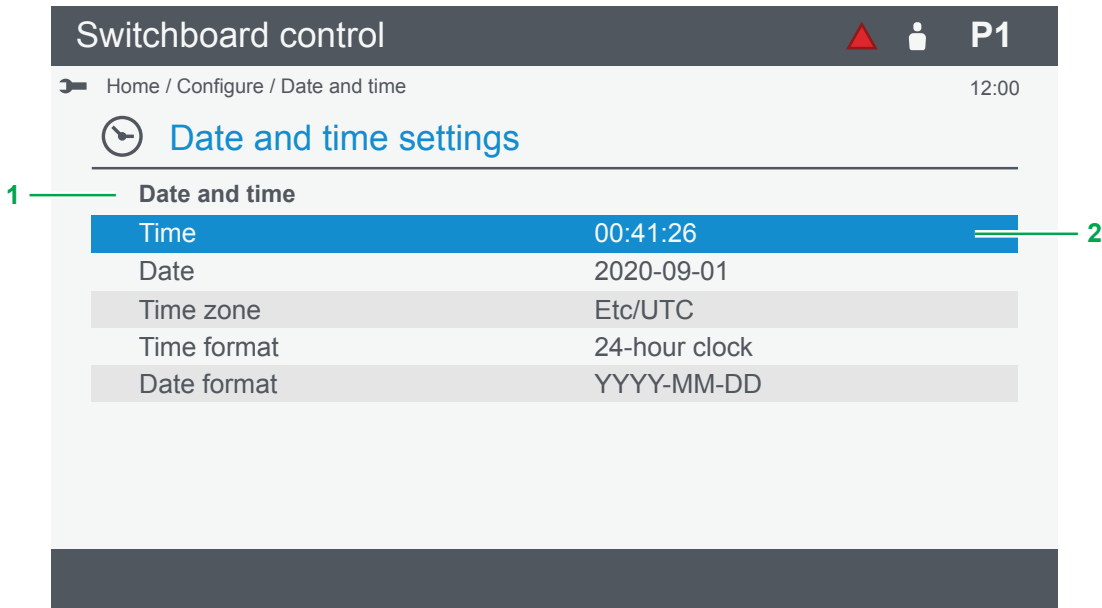 Switchboard control P1
Home / Configure / Date and time 12:00
Date and time settings
1 Date and time
Time 00:41:26 2
Date 2020-09-01
Time zone Etc/UTC
Time format 24-hour clock
Date format YYYY-MM-DD